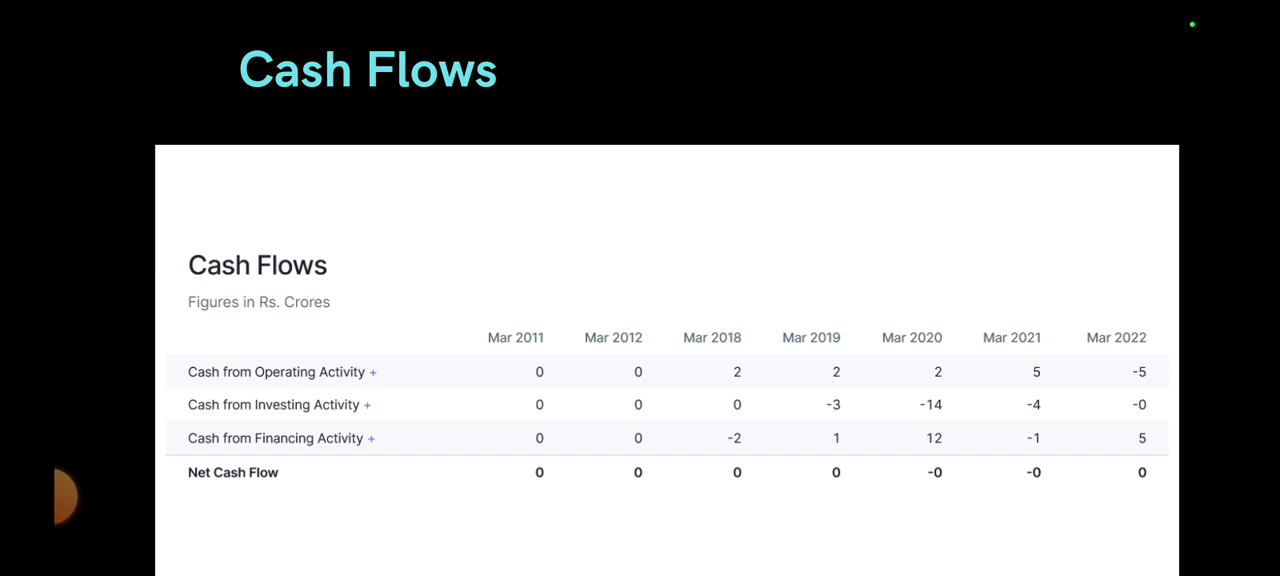 Cash Flows
Cash Flows
Figures in Rs. Crores
Mar 2011 Mar 2012 Mar 2018 Mar 2019 Mar 2020 Mar 2021 Mar 2022
Cash from Operating Activity + 0 0 2 2 2 5 -5
Cash from Investing Activity + 0 0 0 -3 -14 -4 -0
Cash from Financing Activity + 0 0 -2 1 12 -1 5
Net Cash Flow 0 0 0 0 -0 -0 0